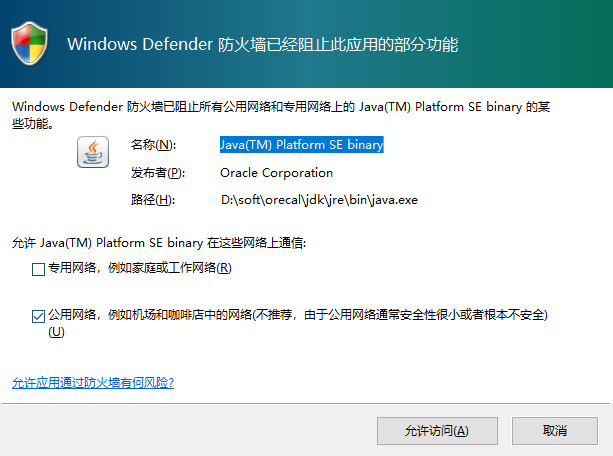 Windows Defender 防火墙已经阻止此应用的部分功能
Windows Defender 防火墙已阻止所有公用网络和专用网络上的 Java(TM) Platform SE binary 的某
些功能。
名称(N): Java(TM) Platform SE binary
发布者(P): Oracle Corporation
路径(H): D:\soft\orecal\jdk\jre\bin\java.exe
允许 Java(TM) Platform SE binary 在这些网络上通信:
专用网络，例如家庭或工作网络(R)
公用网络，例如机场和咖啡店中的网络(不推荐，由于公用网络通常安全性很小或者根本不安全)
(U)
允许应用通过防火墙有何风险?
允许访问(A) 取消